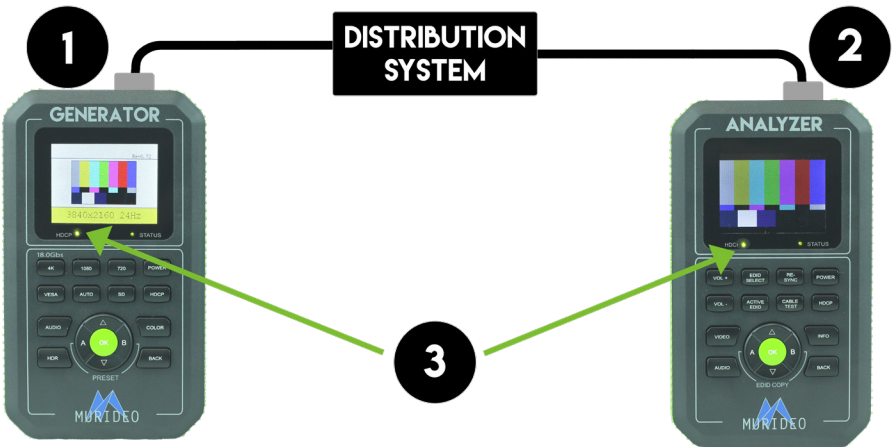 1
DISTRIBUTION
SYSTEM
2
GENERATOR
3840x2160 24Hz
HDCP
STATUS
18.0Gbs
4K
1080
720
POWER
VESA
AUTO
SD
HDCP
AUDIO
COLOR
A
OK
B
HDR
BACK
PRESET
MURIDEO
3
ANALYZER
STATUS
VOL +
EDID
SELECT
RE-
SYNC
POWER
VOL -
ACTIVE
EDID
CABLE
TEST
HDCP
VIDEO
INFO
A
OK
B
AUDIO
BACK
EDID COPY
MURIDEO